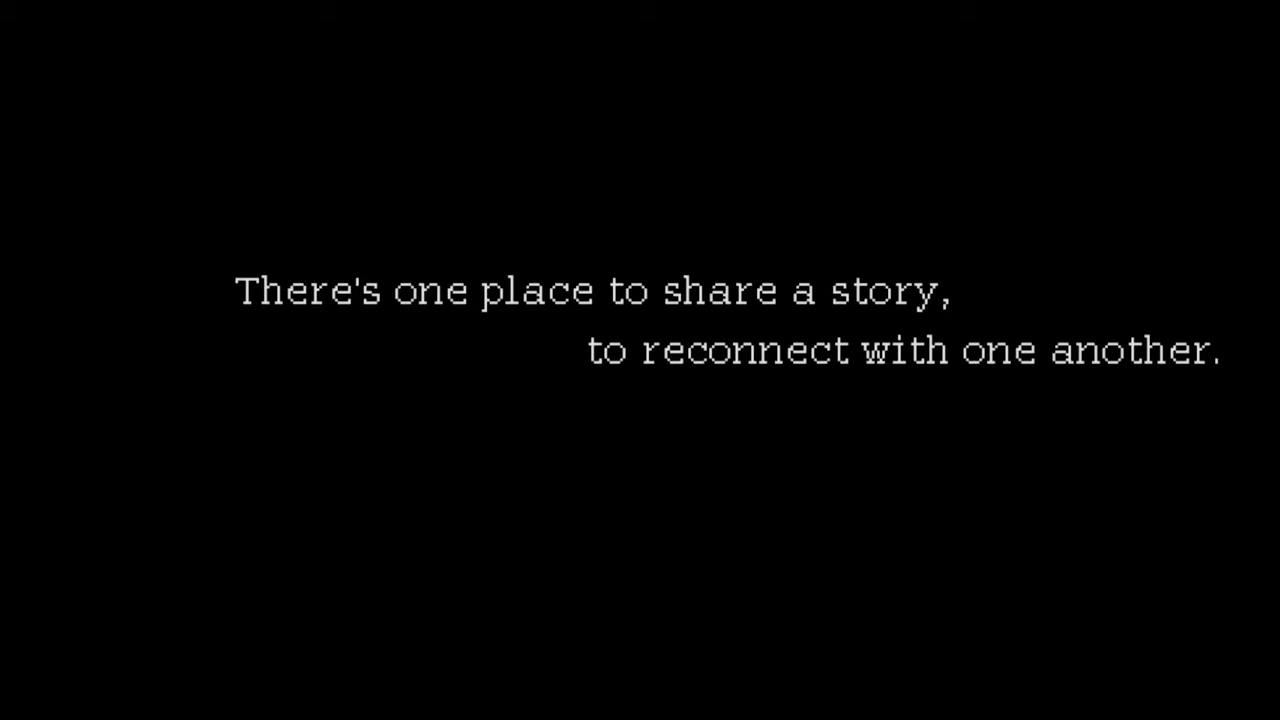 There's one place to share a story,
to reconnect with one another.